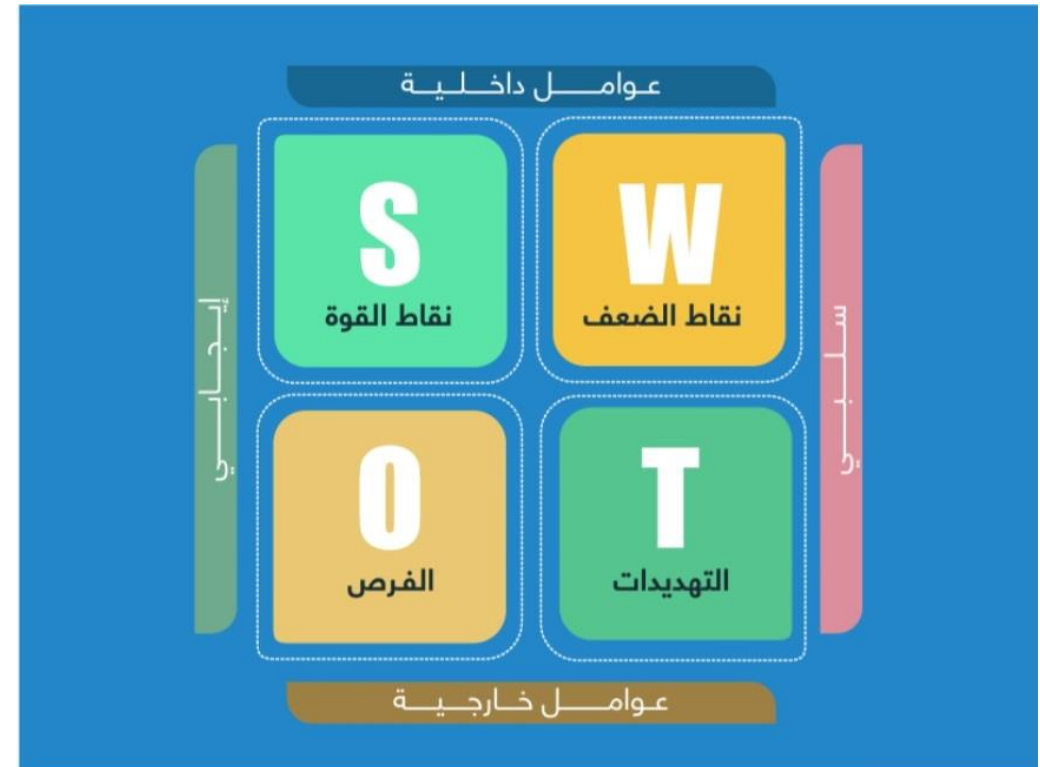 عوامل داخلية
S
نقاط القوة
W
نقاط الضعف
إيجابي
سلبي
O
الفرص
T
التهديدات
عوامل خارجية